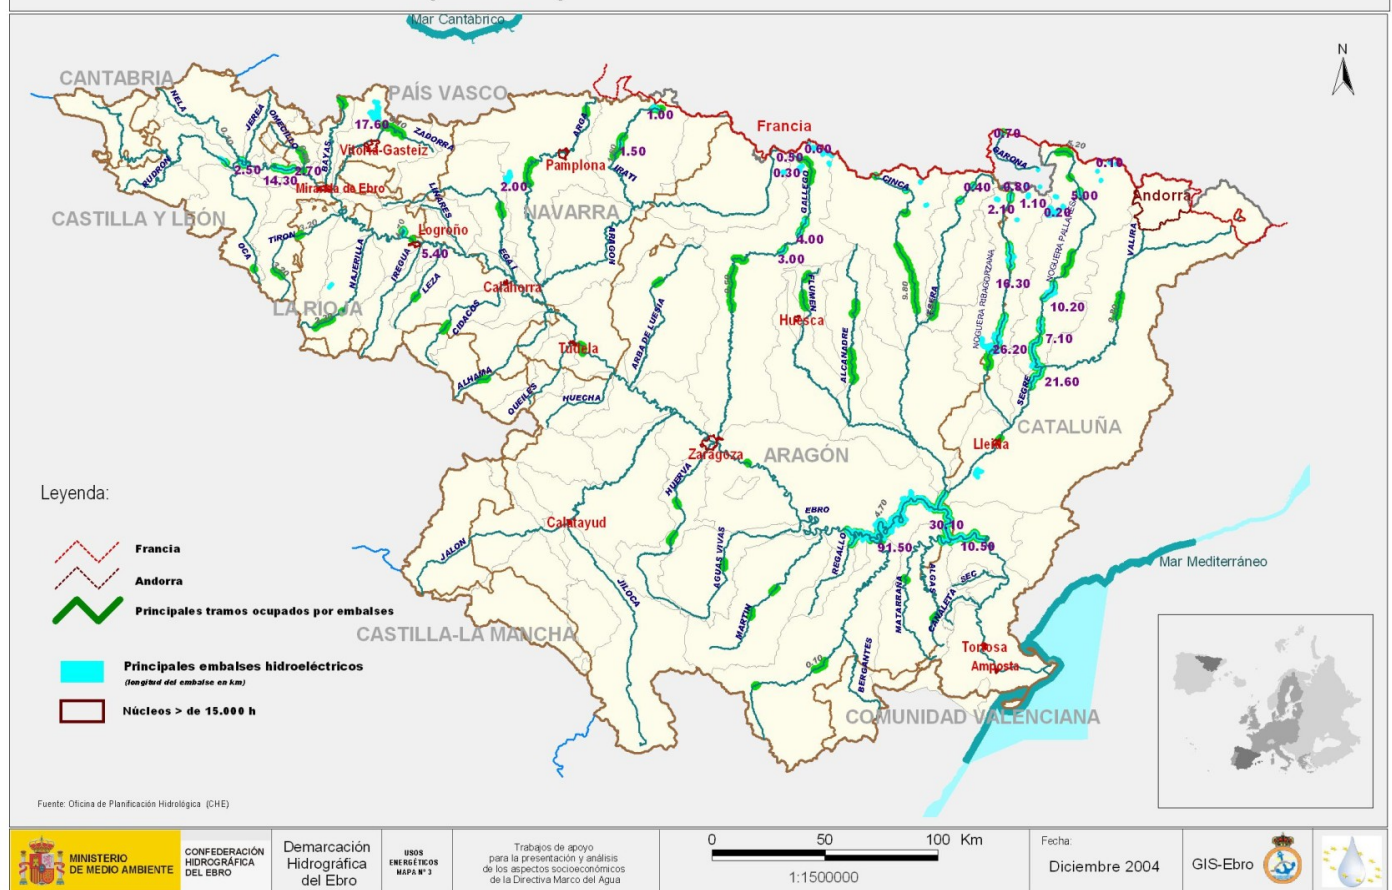 Mar Cantábrico
N
CANTABRIA
PAÍS VASCO
NELA
JEREA
OMECILLO
BAYAS
17.60
ZADORRA
Vitoria-Gasteiz
ARGA
Pamplona
1.00
1.50
IRATI
Francia
0.60
0.50
0.30
GALLEGO
CINCA
0.70
GARONA
5.20
0.10
0.40
0.80
1.10
2.10
0.20
5.00
Andorra
RUDRON
2.50
14,30
2.70
Miranda de Ebro
2.00
NAVARRA
LINARES
CASTILLA Y LEÓN
OCA
TIRON
Logroño
5.40
NAJERILLA
IREGUA
LEZA
EGA I
ARAGON
4.00
3.00
VALIRA
NOGUERA PALLARESA
NOGUERA RIBAGORZANA
LA RIOJA
CIDACOS
Calahorra
FLUMEN
Huesca
9.80
ESERA
16.30
10.20
7.10
26.20
21.60
SEGRE
Tudela
ARBA DE LUESIA
ALCANADRE
ALHAMA
QUEILES
HUECHA
CATALUÑA
Lleida
Zaragoza
ARAGÓN
HUERVA
Leyenda:
Francia
Andorra
Principales tramos ocupados por embalses
Principales embalses hidroeléctricos
(longitud del embalse en km)
Núcleos > de 15.000 h
Calatayud
JALON
JILOCA
EBRO
4.70
30.10
91.50
10.50
REGALLO
AGUAS VIVAS
MARTIN
MATARRAÑA
ALGAS
SEC
CANALETA
BERGANTES
0.10
CASTILLA-LA MANCHA
Tortosa
Amposta
COMUNIDAD VALENCIANA
Mar Mediterráneo
Fuente: Oficina de Planificación Hidrológica (CHE)
MINISTERIO
DE MEDIO AMBIENTE
CONFEDERACIÓN
HIDROGRÁFICA
DEL EBRO
Demarcación
Hidrográfica
del Ebro
USOS
ENERGÉTICOS
MAPA Nº 3
Trabajos de apoyo
para la presentación y análisis
de los aspectos socioeconómicos
de la Directiva Marco del Agua
0 50 100 Km
1:1500000
Fecha:
Diciembre 2004
GIS-Ebro